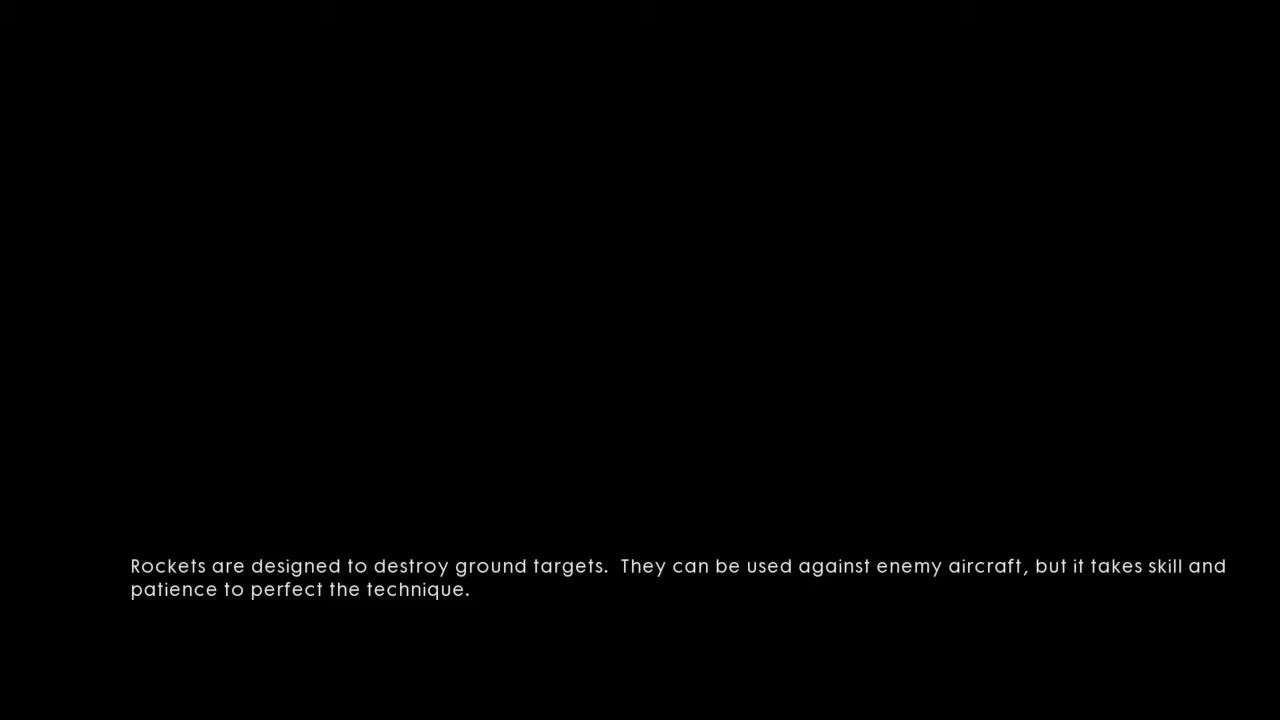 Rockets are designed to destroy ground targets.  They can be used against enemy aircraft, but it takes skill and
patience to perfect the technique.